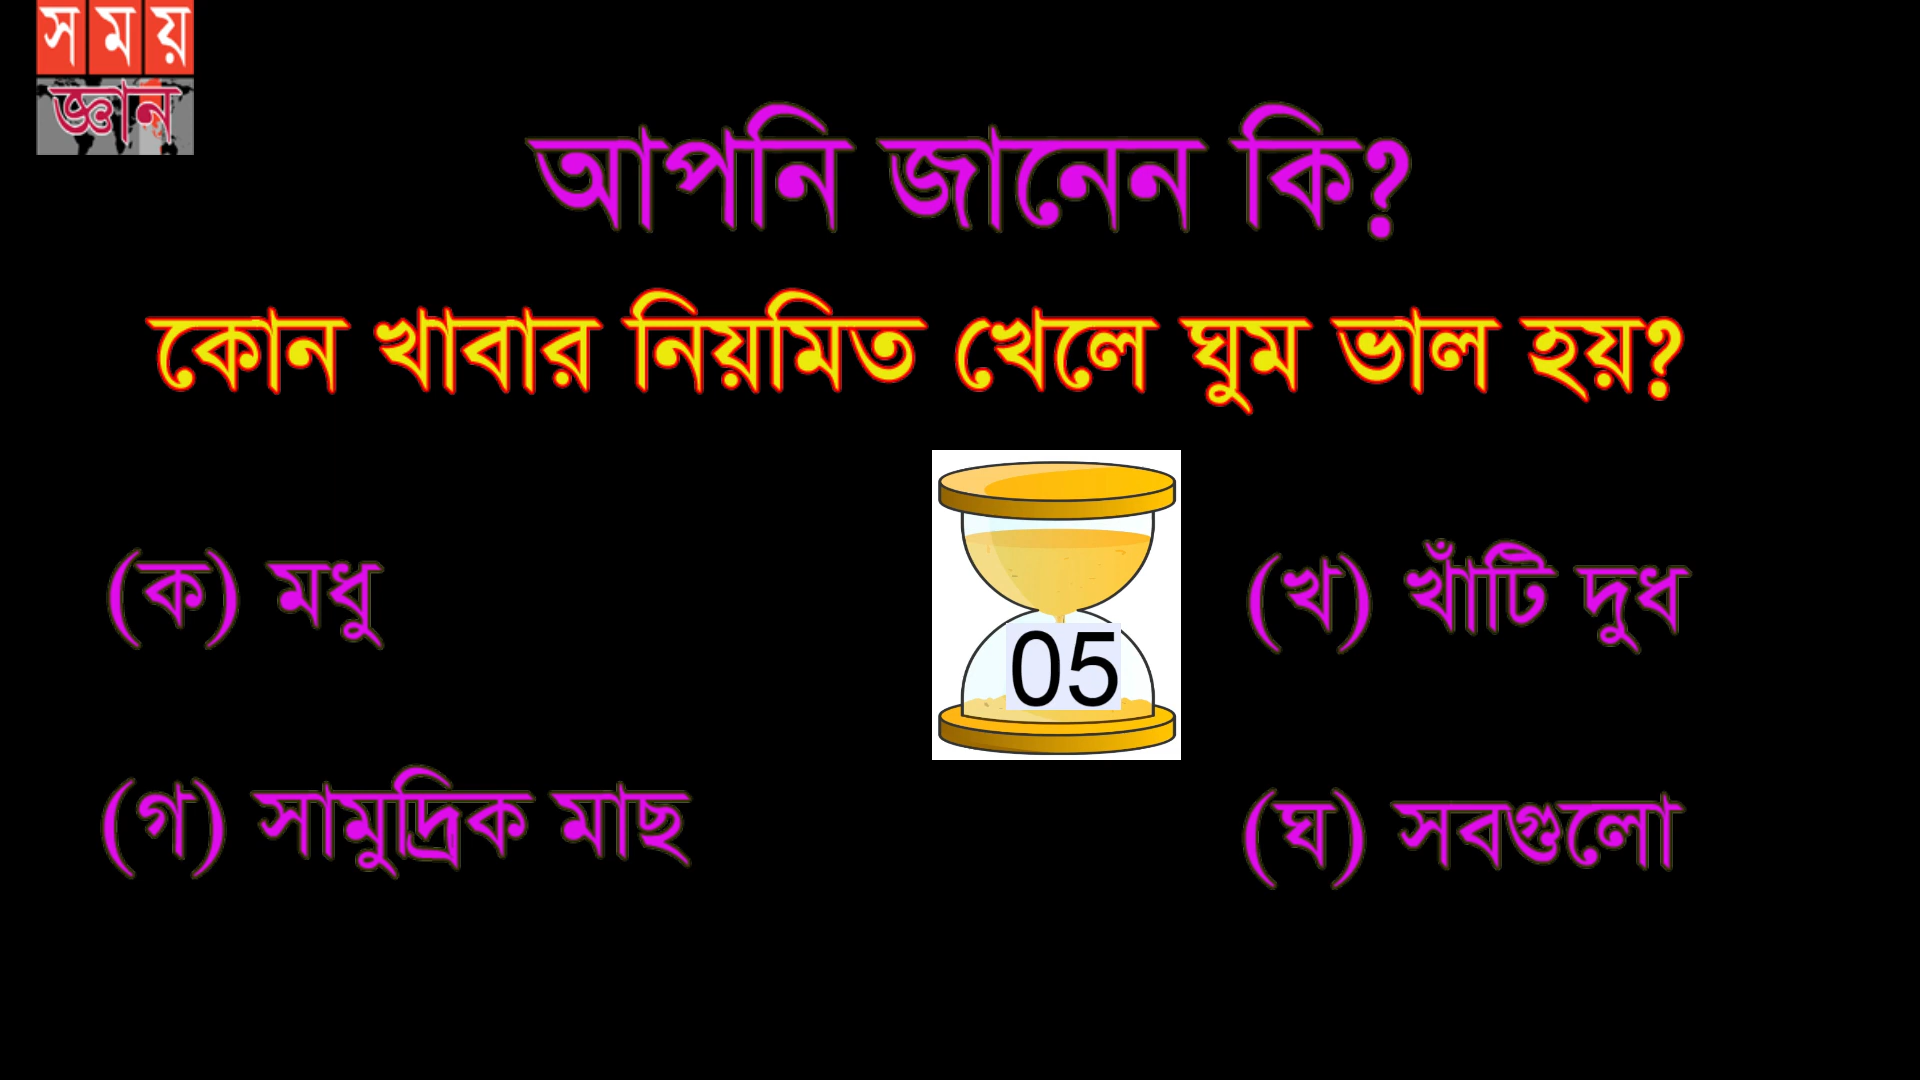 সময়
জ্ঞান
আপনি জানেন কি?
কোন খাবার নিয়মিত খেলে ঘুম ভাল হয়?
(ক) মধু
(খ) খাঁটি দুধ
05
(গ) সামুদ্রিক মাছ
(ঘ) সবগুলো